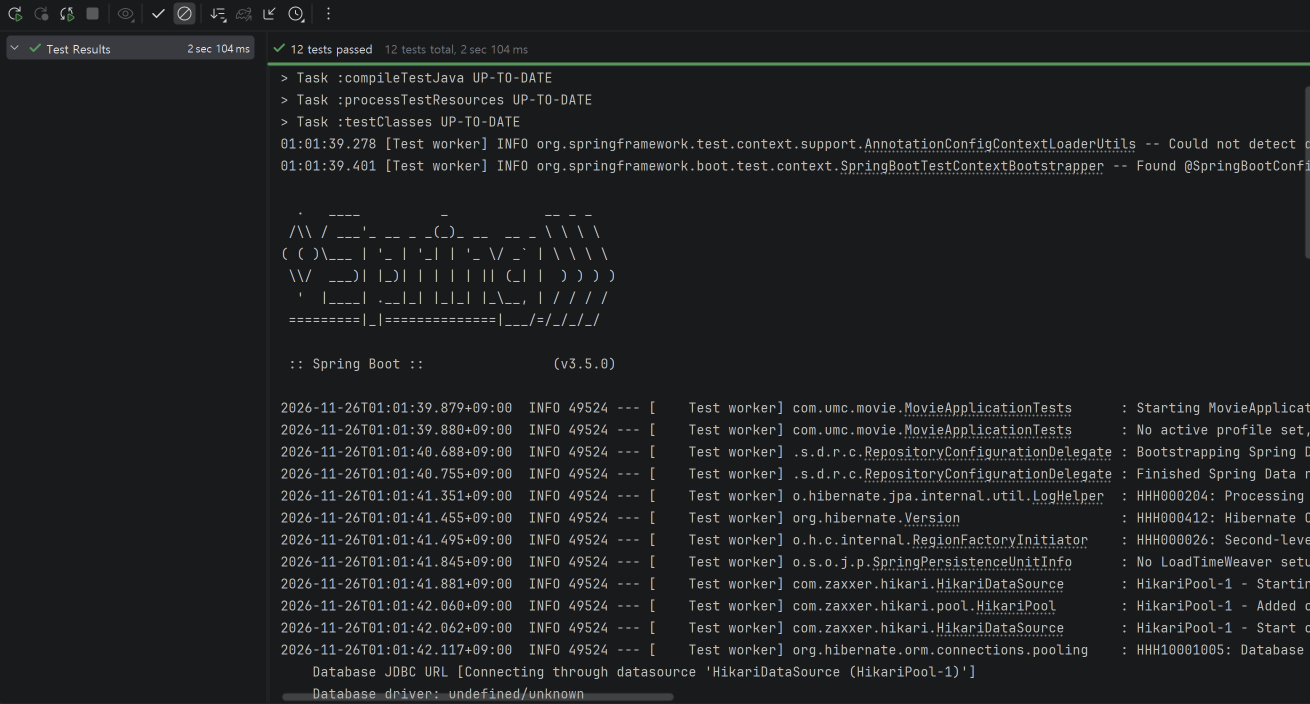 Test Results 2 sec 104 ms
12 tests passed 12 tests total, 2 sec 104 ms
> Task :compileTestJava UP-TO-DATE
> Task :processTestResources UP-TO-DATE
> Task :testClasses UP-TO-DATE
01:01:39.278 [Test worker] INFO org.springframework.test.context.support.AnnotationConfigContextLoaderUtils -- Could not detect
01:01:39.401 [Test worker] INFO org.springframework.boot.test.context.SpringBootTestContextBootstrapper -- Found @SpringBootConfi
  .   ____          _            __ _ _
 /\\ / ___'_ __ _ _(_)_ __  __ _ \ \ \ \
( ( )\___ | '_ | '_| | '_ \/ _` | \ \ \ \
 \\/  ___)| |_)| | | | | || (_| |  ) ) ) )
  '  |____| .__|_| |_|_| |_\__, | / / / /
 =========|_|==============|___/=/_/_/_/
 :: Spring Boot ::                (v3.5.0)
2026-11-26T01:01:39.879+09:00  INFO 49524 --- [    Test worker] com.umc.movie.MovieApplicationTests      : Starting MovieApplicat
2026-11-26T01:01:39.880+09:00  INFO 49524 --- [    Test worker] com.umc.movie.MovieApplicationTests      : No active profile set,
2026-11-26T01:01:40.688+09:00  INFO 49524 --- [    Test worker] .s.d.r.c.RepositoryConfigurationDelegate : Bootstrapping Spring D
2026-11-26T01:01:40.755+09:00  INFO 49524 --- [    Test worker] .s.d.r.c.RepositoryConfigurationDelegate : Finished Spring Data r
2026-11-26T01:01:41.351+09:00  INFO 49524 --- [    Test worker] o.hibernate.jpa.internal.util.LogHelper  : HHH000204: Processing
2026-11-26T01:01:41.455+09:00  INFO 49524 --- [    Test worker] org.hibernate.Version                    : HHH000412: Hibernate
2026-11-26T01:01:41.495+09:00  INFO 49524 --- [    Test worker] o.h.c.internal.RegionFactoryInitiator    : HHH000026: Second-leve
2026-11-26T01:01:41.845+09:00  INFO 49524 --- [    Test worker] o.s.o.j.p.SpringPersistenceUnitInfo      : No LoadTimeWeaver setu
2026-11-26T01:01:41.881+09:00  INFO 49524 --- [    Test worker] com.zaxxer.hikari.HikariDataSource       : HikariPool-1 - Startin
2026-11-26T01:01:42.060+09:00  INFO 49524 --- [    Test worker] com.zaxxer.hikari.pool.HikariPool        : HikariPool-1 - Added
2026-11-26T01:01:42.062+09:00  INFO 49524 --- [    Test worker] com.zaxxer.hikari.HikariDataSource       : HikariPool-1 - Start
2026-11-26T01:01:42.117+09:00  INFO 49524 --- [    Test worker] org.hibernate.orm.connections.pooling    : HHH10001005: Database
    Database JDBC URL [Connecting through datasource 'HikariDataSource (HikariPool-1)']
    Database driver: undefined/unknown